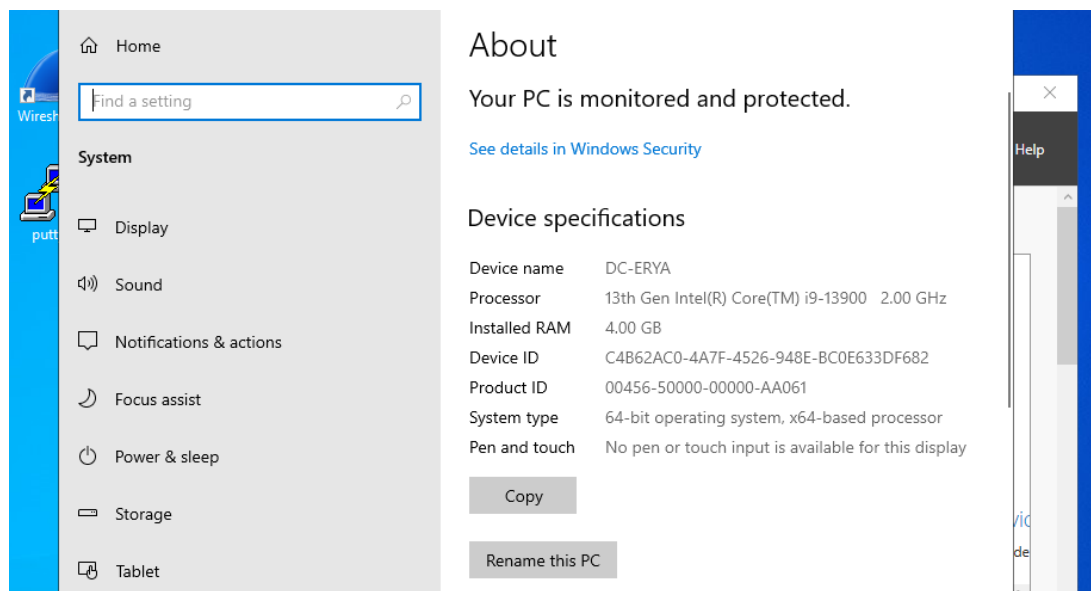 Home
Find a setting
System
Display
Sound
Notifications & actions
Focus assist
Power & sleep
Storage
Tablet
About
Your PC is monitored and protected.
See details in Windows Security
Device specifications
Device name DC-ERYA
Processor 13th Gen Intel(R) Core(TM) i9-13900 2.00 GHz
Installed RAM 4.00 GB
Device ID C4B62AC0-4A7F-4526-948E-BC0E633DF682
Product ID 00456-50000-00000-AA061
System type 64-bit operating system, x64-based processor
Pen and touch No pen or touch input is available for this display
Copy
Rename this PC
Wiresh
putt
Help
vic
de